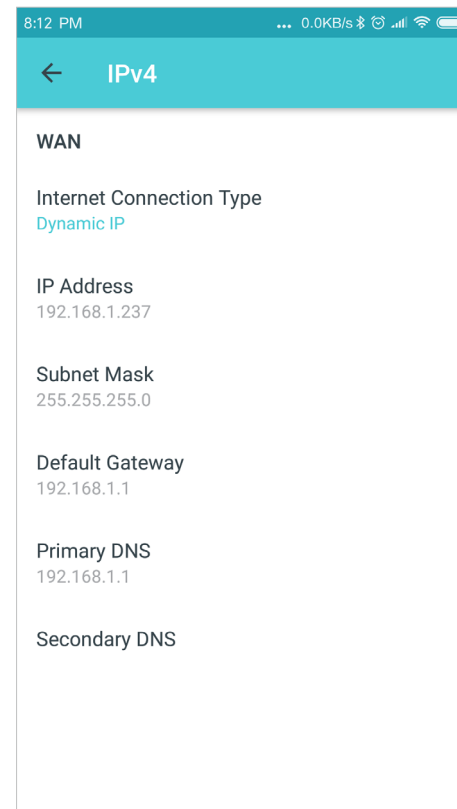 8:12 PM ... 0.0KB/s
IPv4
WAN
Internet Connection Type
Dynamic IP
IP Address
192.168.1.237
Subnet Mask
255.255.255.0
Default Gateway
192.168.1.1
Primary DNS
192.168.1.1
Secondary DNS